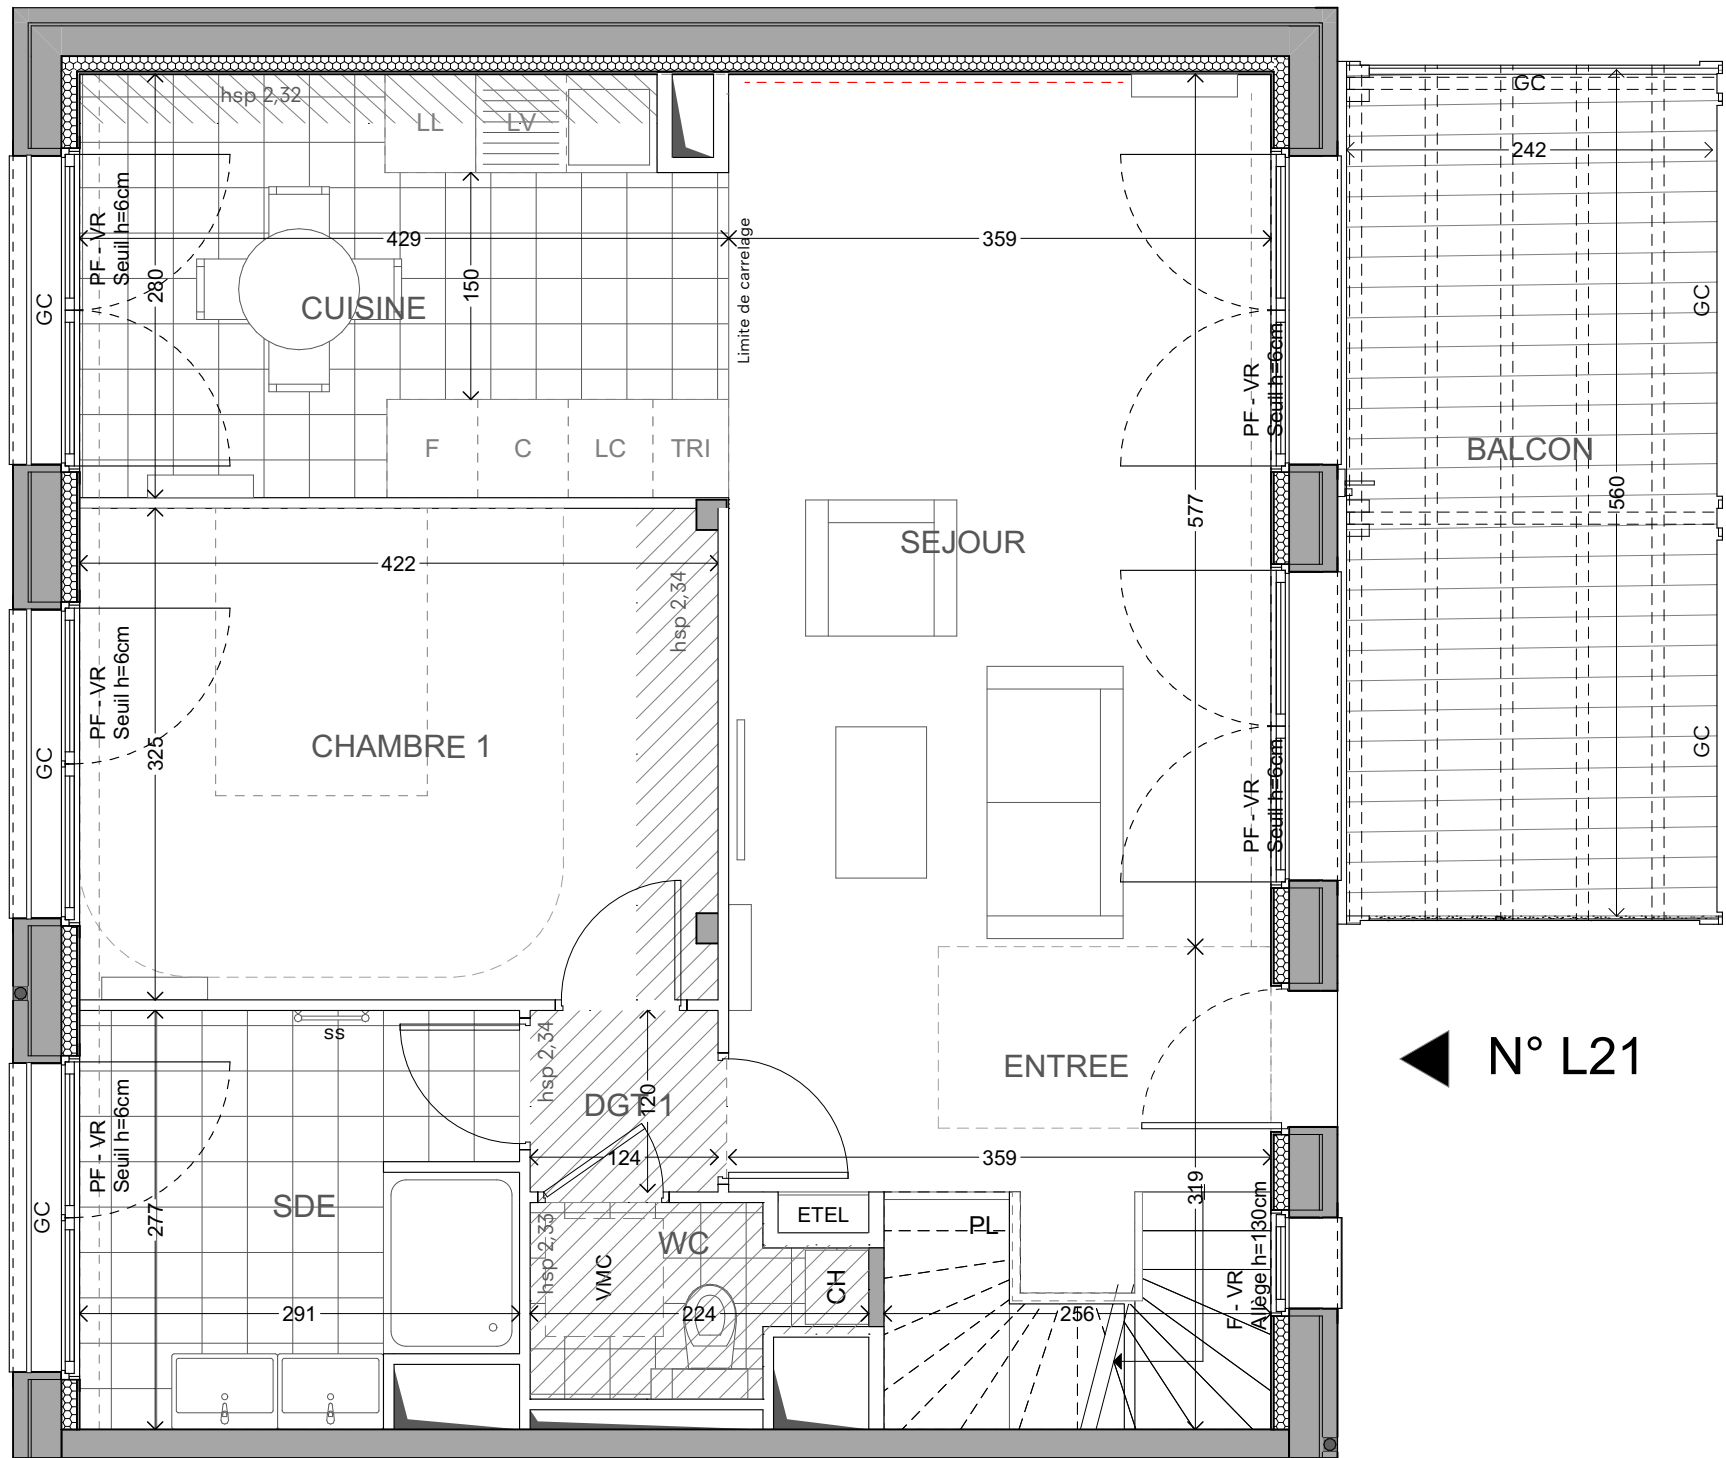 GC
hsp 2,32
LL
LV
242
PF - VR
Seuil h=6cm
429
359
280
150
CUISINE
Limite de carrelage
GC
GC
PF - VR
Seuil h=6cm
F
C
LC
TRI
BALCON
560
577
SEJOUR
422
hsp 2,34
PF - VR
Seuil h=6cm
325
CHAMBRE 1
GC
GC
PF - VR
Seuil h=6cm
ss
hsp 2,34
ENTREE
N° L21
DGT 1
120
124
359
PF - VR
Seuil h=6cm
GC
277
SDE
319
ETEL
PL
WC
hsp 2,33
VMC
CH
291
224
256
F - VR
Allège h=130cm